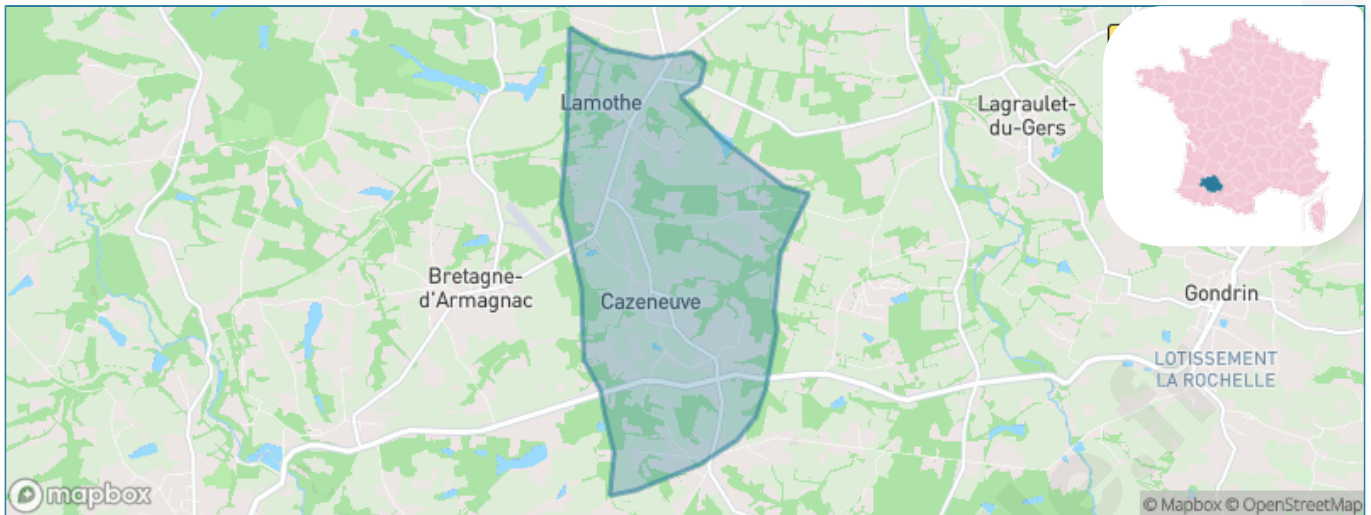 Lamothe
Lagraulet-
du-Gers
Bretagne-
d'Armagnac
Cazeneuve
Gondrin
LOTISSEMENT
LA ROCHELLE
mapbox
© Mapbox © OpenStreetMap